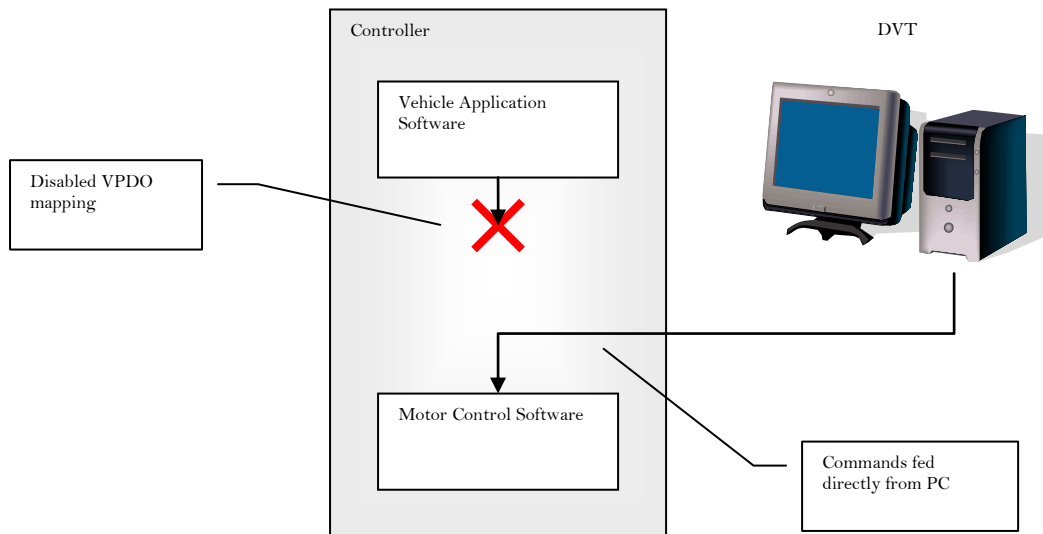 Controller
DVT
Vehicle Application
Software
Disabled VPDO
mapping
Motor Control Software
Commands fed
directly from PC